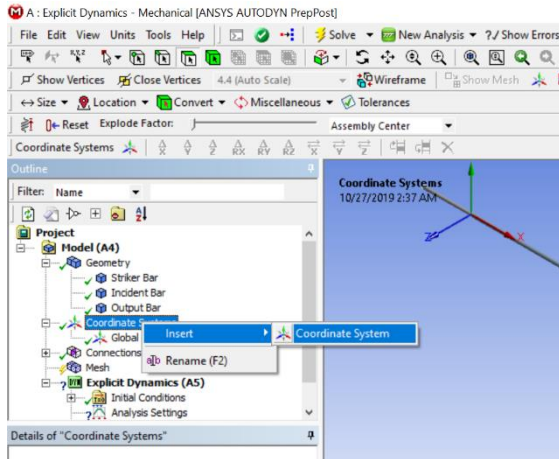 A : Explicit Dynamics - Mechanical [ANSYS AUTODYN PrepPost]
File Edit View Units Tools Help Solve New Analysis ?/ Show Errors
Show Vertices Close Vertices 4.4 (Auto Scale) Wireframe Show Mesh
Size Location Convert Miscellaneous Tolerances
Reset Explode Factor: Assembly Center
Coordinate Systems X Y Z RX RY RZ X Y Z
Outline
Filter: Name
Coordinate Systems
10/27/2019 2:37 AM
Z X
Project
Model (A4)
Geometry
Striker Bar
Incident Bar
Output Bar
Coordinate
Insert Coordinate System
Global
Connections
Rename (F2)
Mesh
Explicit Dynamics (A5)
Initial Conditions
Analysis Settings
Details of "Coordinate Systems"